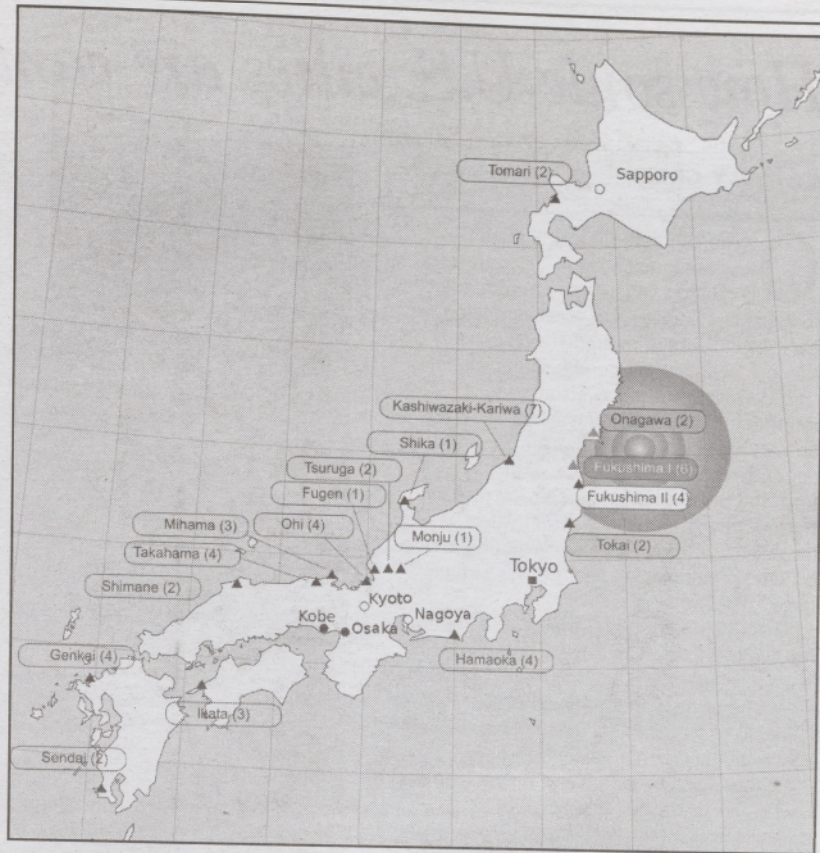 Tomari (2)
Sapporo
Kashiwazaki-Kariwa (7)
Onagawa (2)
Shika (1)
Tsuruga (2)
Fukushima I (6)
Fugen (1)
Fukushima II (4
Mihama (3)
Ohi (4)
Monju (1)
Tokai (2)
Takahama (4)
Shimane (2)
Tokyo
Kyoto
Kobe
Nagoya
Osaka
Genkai (4)
Hamaoka (4)
Ikata (3)
Sendai (2)